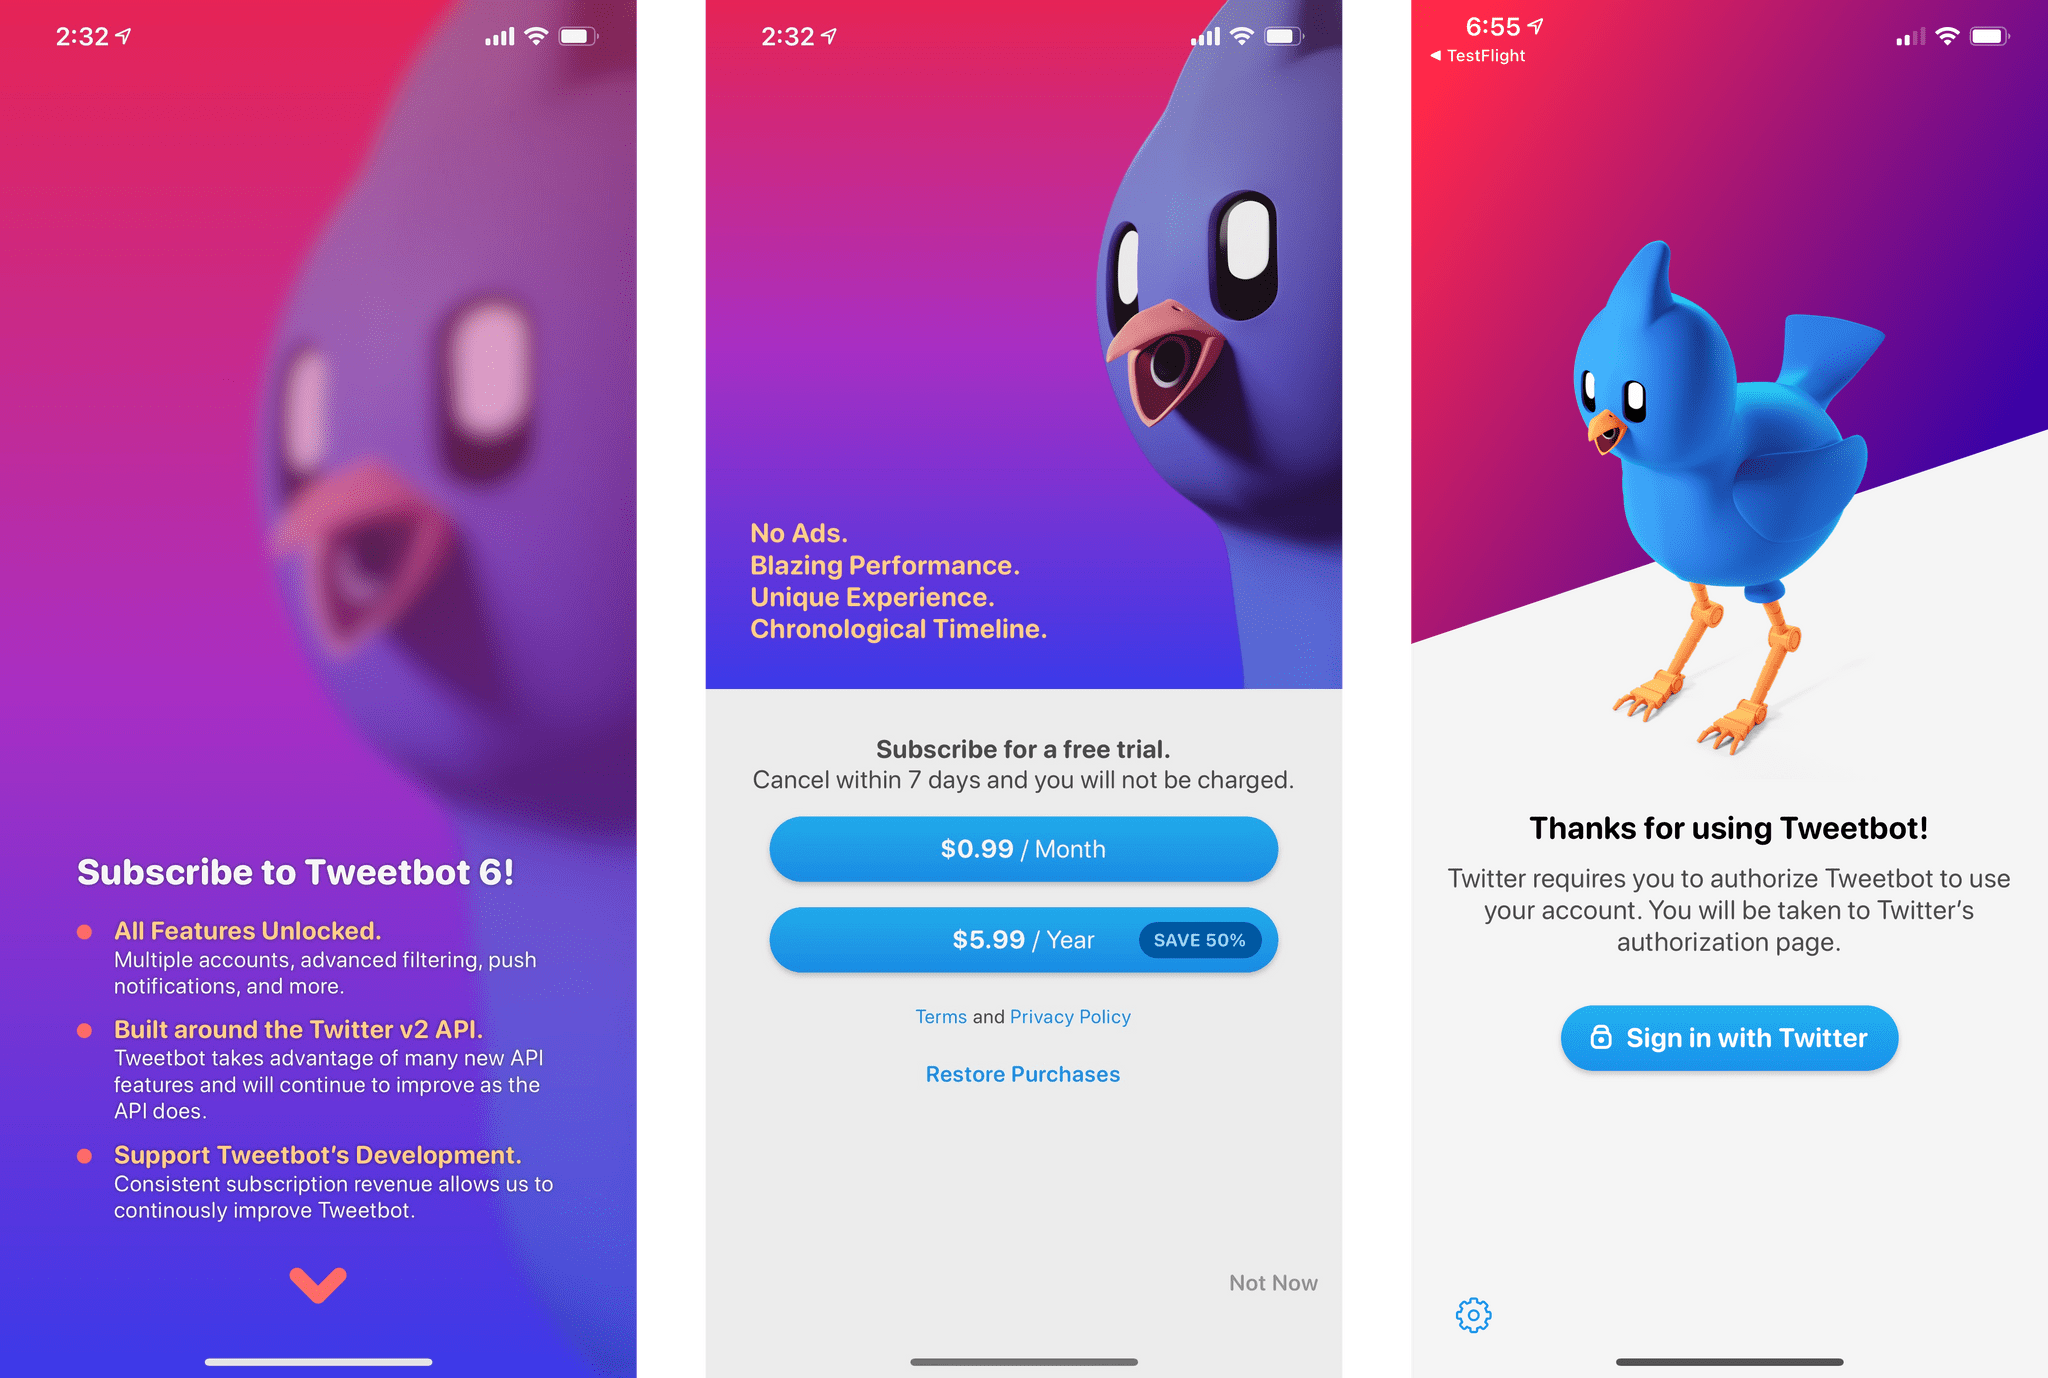 2:32
Subscribe to Tweetbot 6!
All Features Unlocked.
Multiple accounts, advanced filtering, push
notifications, and more.
Built around the Twitter v2 API.
Tweetbot takes advantage of many new API
features and will continue to improve as the
API does.
Support Tweetbot's Development.
Consistent subscription revenue allows us to
continously improve Tweetbot.
2:32
No Ads.
Blazing Performance.
Unique Experience.
Chronological Timeline.
Subscribe for a free trial.
Cancel within 7 days and you will not be charged.
$0.99 / Month
$5.99 / Year SAVE 50%
Terms and Privacy Policy
Restore Purchases
Not Now
6:55
◀ TestFlight
Thanks for using Tweetbot!
Twitter requires you to authorize Tweetbot to use
your account. You will be taken to Twitter's
authorization page.
Sign in with Twitter